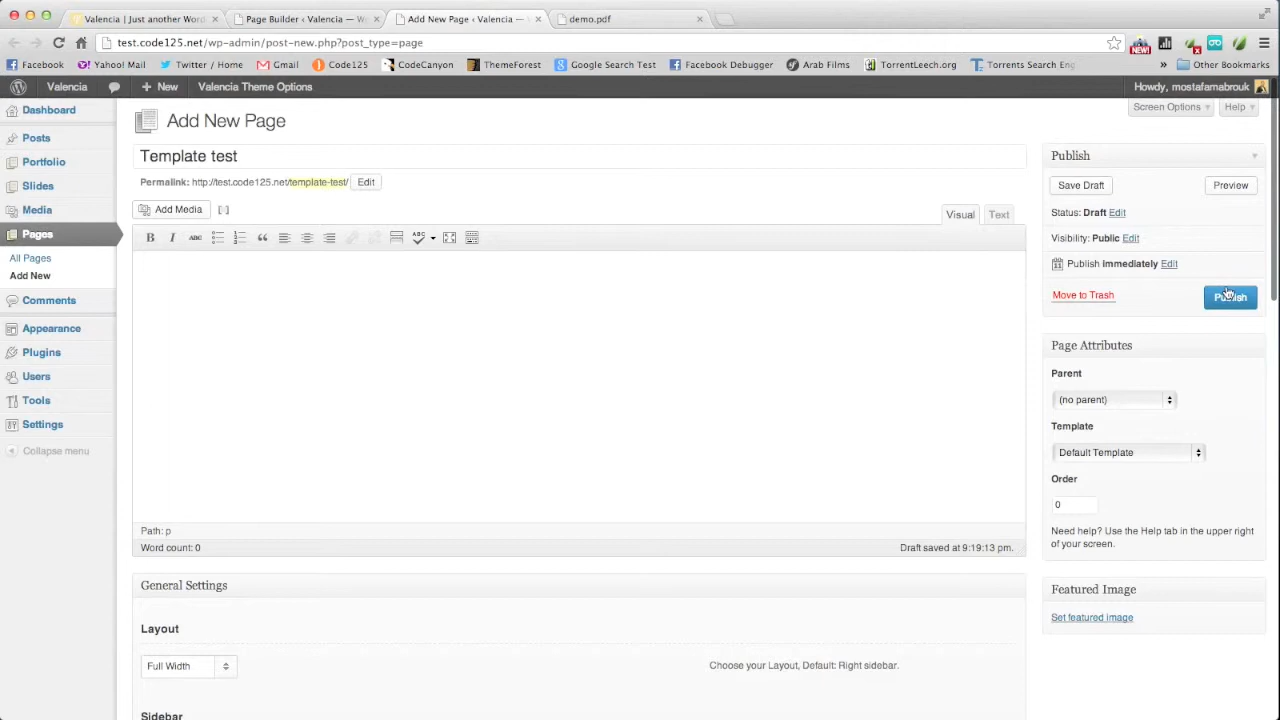 Valencia | Just another Word
Page Builder ‹ Valencia — W
Add New Page ‹ Valencia —
demo.pdf
test.code125.net/wp-admin/post-new.php?post_type=page
Facebook Yahoo! Mail Twitter / Home Gmail Code125 CodeCanyon ThemeForest Google Search Test Facebook Debugger Arab Films TorrentLeech.org Torrents Search Eng » Other Bookmarks
Valencia + New Valencia Theme Options Howdy, mostafamabrouk
Screen Options Help
Dashboard
Posts
Portfolio
Slides
Media
Pages
All Pages
Add New
Comments
Appearance
Plugins
Users
Tools
Settings
Collapse menu
Add New Page
Template test
Permalink: http://test.code125.net/template-test/ Edit
Add Media
Visual Text
B I ABC ABC
Path: p
Word count: 0 Draft saved at 9:19:13 pm.
General Settings
Layout
Full Width Choose your Layout, Default: Right sidebar.
Sidebar
Publish
Save Draft Preview
Status: Draft Edit
Visibility: Public Edit
Publish immediately Edit
Move to Trash Publish
Page Attributes
Parent
(no parent)
Template
Default Template
Order
0
Need help? Use the Help tab in the upper right
of your screen.
Featured Image
Set featured image